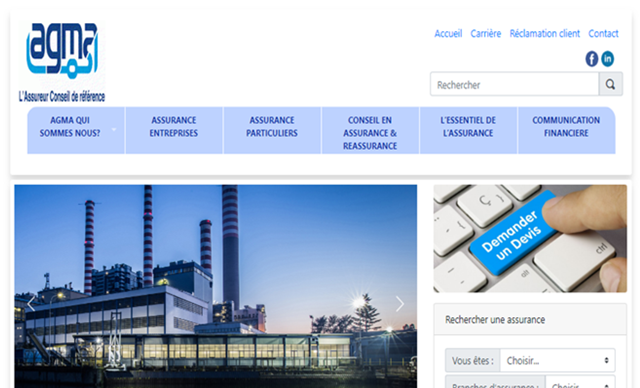 agma
L'Assureur Conseil de référence
Accueil Carrière Réclamation client Contact
Rechercher
AGMA QUI
SOMMES NOUS?
ASSURANCE
ENTREPRISES
ASSURANCE
PARTICULIERS
CONSEIL EN
ASSURANCE &
REASSURANCE
L'ESSENTIEL DE
L'ASSURANCE
COMMUNICATION
FINANCIERE
Demander
un Devis
ctrl
Rechercher une assurance
Vous êtes : Choisir...
Branches d'assurance : Choisir